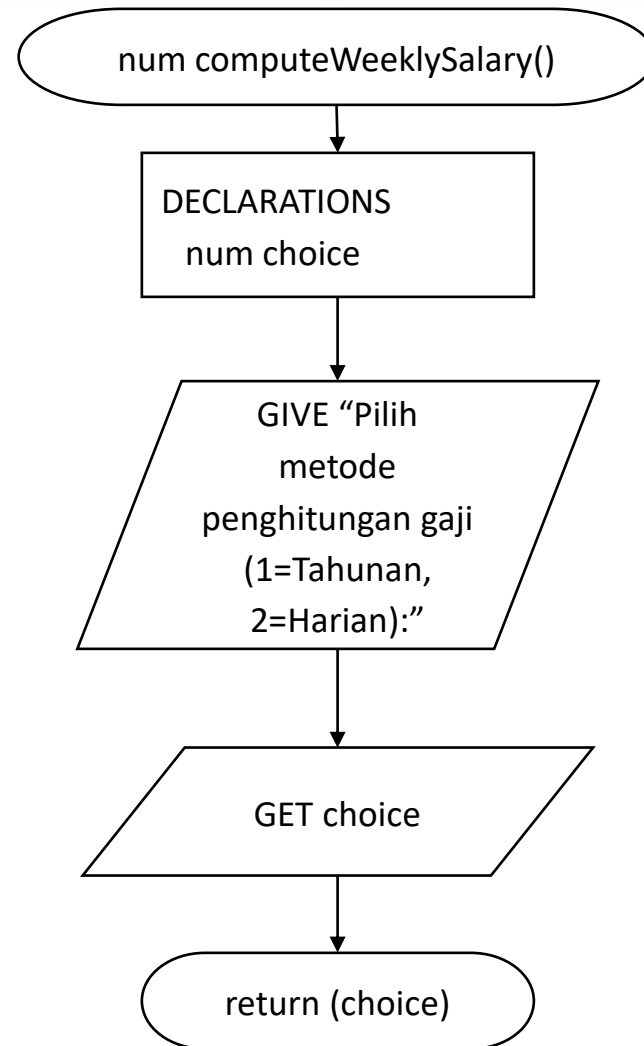 num computeWeeklySalary()
DECLARATIONS
num choice
GIVE “Pilih
metode
penghitungan gaji
(1=Tahunan,
2=Harian):”
GET choice
return (choice)